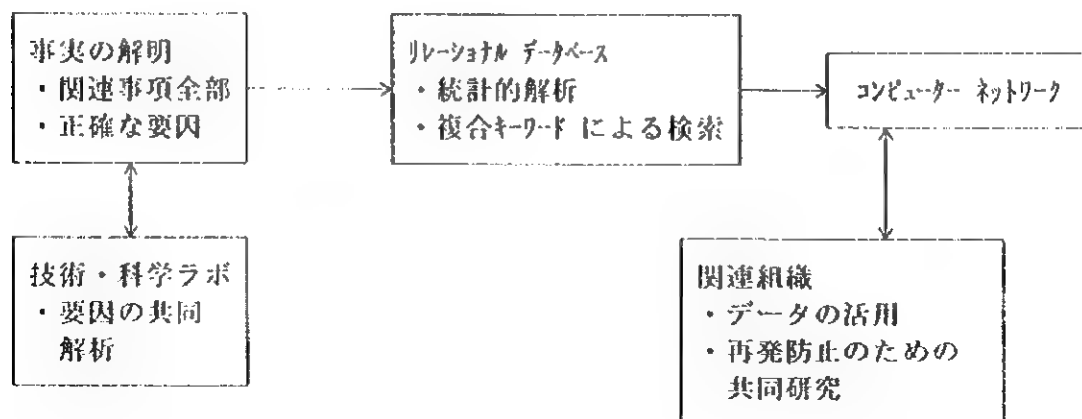 事実の解明
・関連事項全部
・正確な要因
リレーショナル データベース
・統計的解析
・複合キーワード による検索
コンピューター ネットワーク
技術・科学ラボ
・要因の共同
解析
関連組織
・データの活用
・再発防止のための
共同研究